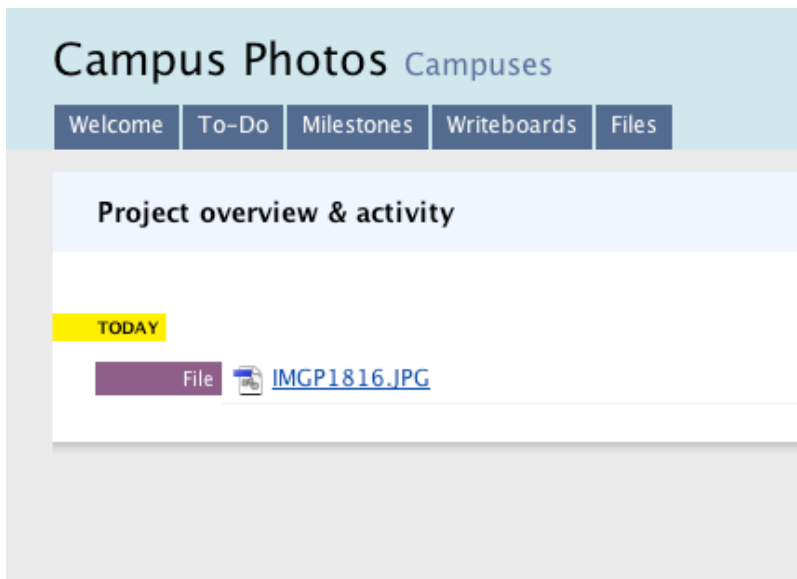 Campus Photos Campuses
Welcome To-Do Milestones Writeboards Files
Project overview & activity
TODAY
File IMGP1816.JPG